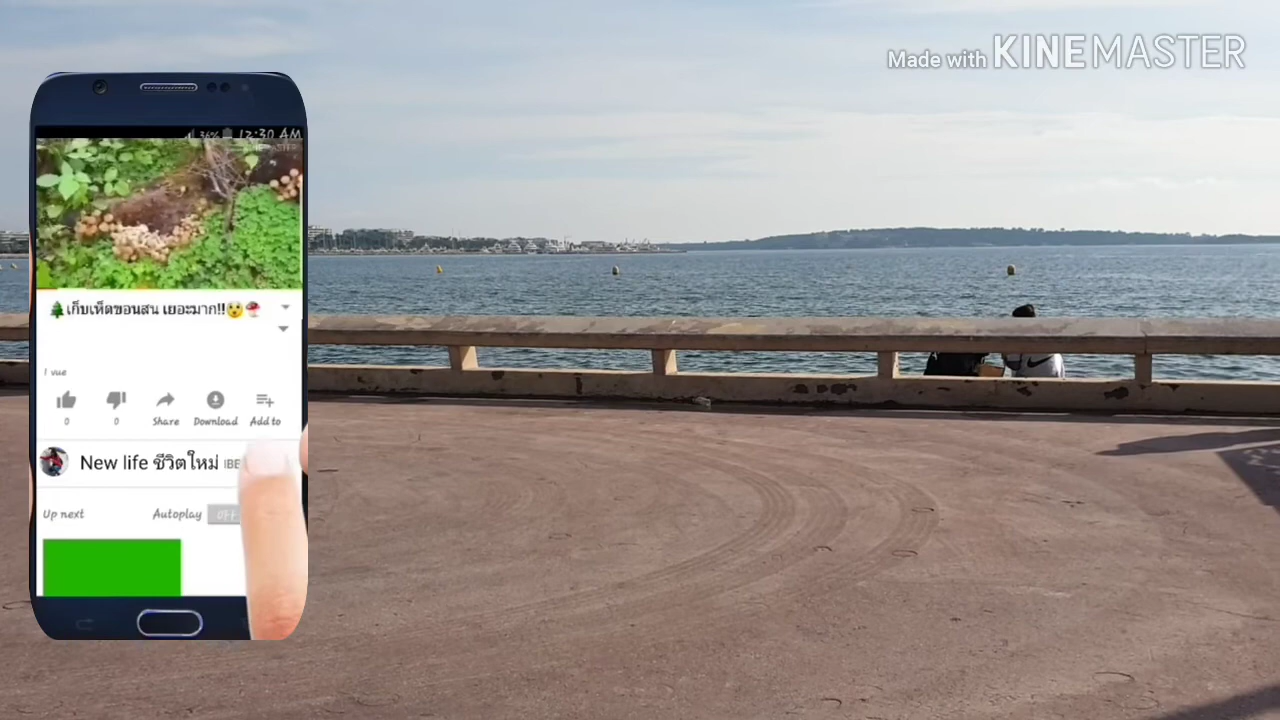 Made with KINEMASTER
36% 12:30 AM
🌲เก็บเห็ดขอนสน เยอะมาก!!😲🍄
1 vue
0 0 Share Download Add to
New life ชีวิตใหม่
Up next Autoplay OFF